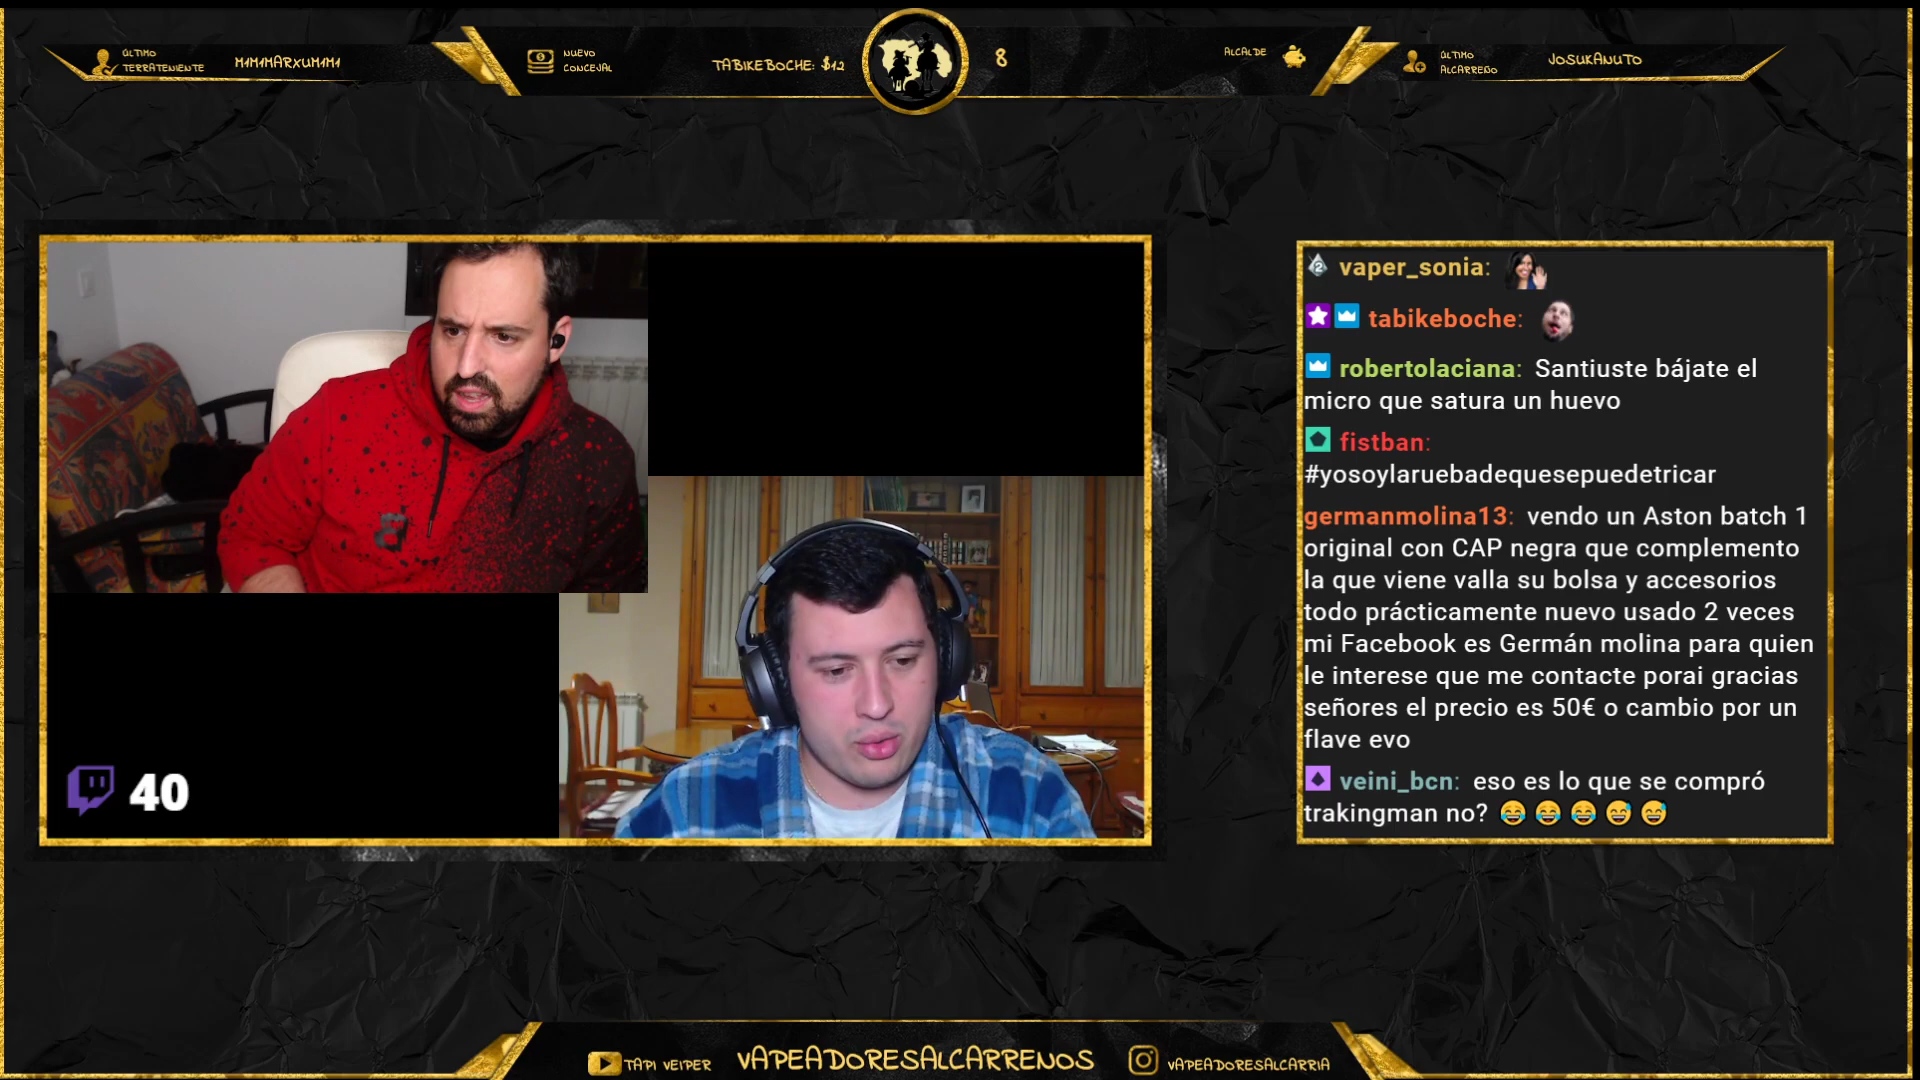 ÚLTIMO
TERRATENIENTE
M1M1MARXUM1M1
NUEVO
CONCEJAL
TABIKEBOCHE: $12
8
ALCALDE
ÚLTIMO
ALCARREÑO
JOSUKANUTO
vaper_sonia:
tabikeboche:
robertolaciana: Santiuste bájate el
micro que satura un huevo
fistban:
#yosoylaruebadequesepuedetricar
germanmolina13: vendo un Aston batch 1
original con CAP negra que complemento
la que viene valla su bolsa y accesorios
todo prácticamente nuevo usado 2 veces
mi Facebook es Germán molina para quien
le interese que me contacte porai gracias
señores el precio es 50€ o cambio por un
flave evo
veini_bcn: eso es lo que se compró
trakingman no? 😂 😂 😂 😅 😅
40
TAPI VEIPER
VAPEADORESALCARRENOS
VAPEADORESALCARRIA